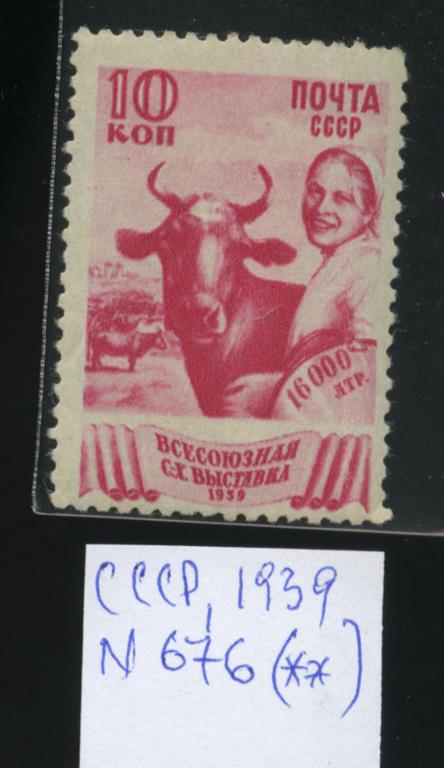 10
КОП
ПОЧТА
СССР
16000
ЛТР.
ВСЕСОЮЗНАЯ
С.-Х. ВЫСТАВКА
1939
СССР, 1939
N 676 (**)